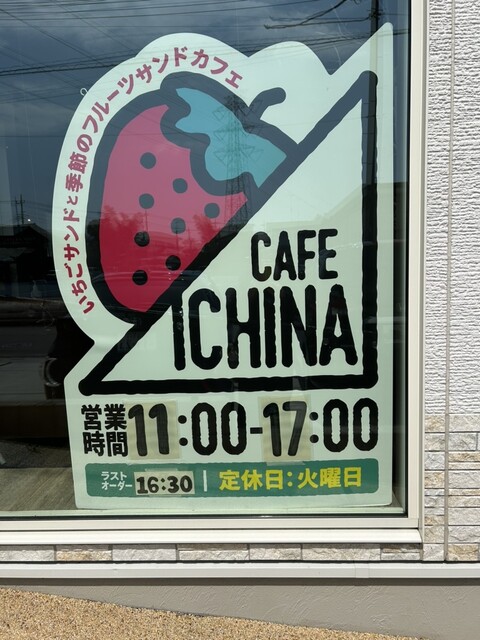 いちごサンドと季節のフルーツサンドカフェ
CAFE
ICHINA
営業
時間 11:00-17:00
ラスト
オーダー 16:30 | 定休日:火曜日